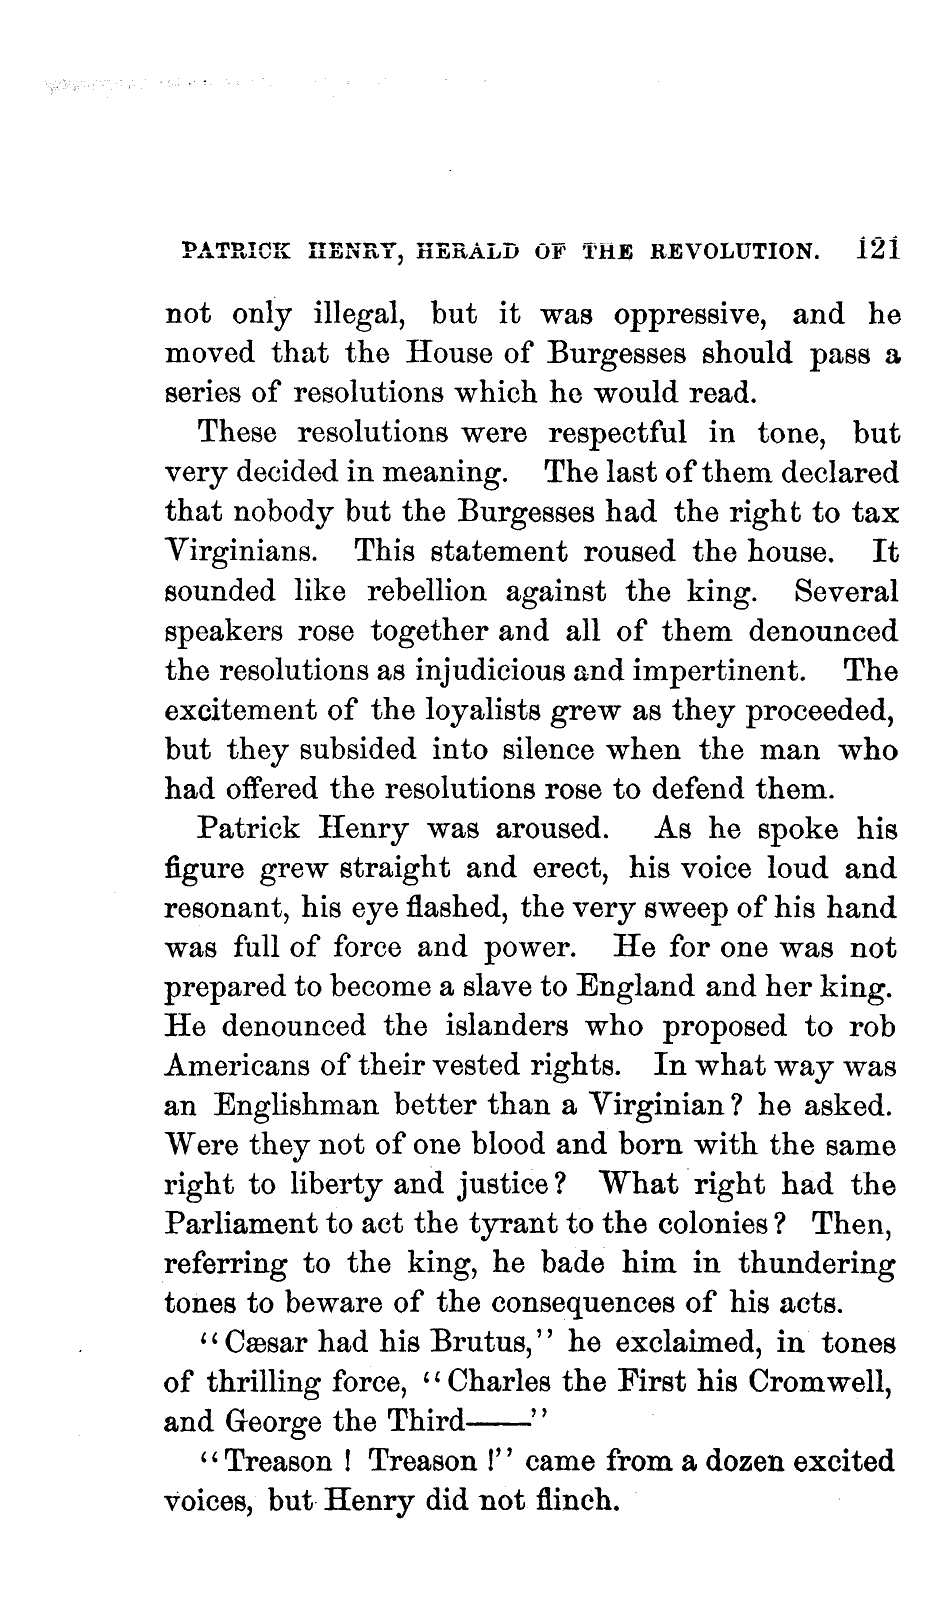 PATRICK HENRY, HERALD OF THE REVOLUTION. 121
not only illegal, but it was oppressive, and he
moved that the House of Burgesses should pass a
series of resolutions which he would read.
These resolutions were respectful in tone, but
very decided in meaning. The last of them declared
that nobody but the Burgesses had the right to tax
Virginians. This statement roused the house. It
sounded like rebellion against the king. Several
speakers rose together and all of them denounced
the resolutions as injudicious and impertinent. The
excitement of the loyalists grew as they proceeded,
but they subsided into silence when the man who
had offered the resolutions rose to defend them.
Patrick Henry was aroused. As he spoke his
figure grew straight and erect, his voice loud and
resonant, his eye flashed, the very sweep of his hand
was full of force and power. He for one was not
prepared to become a slave to England and her king.
He denounced the islanders who proposed to rob
Americans of their vested rights. In what way was
an Englishman better than a Virginian? he asked.
Were they not of one blood and born with the same
right to liberty and justice? What right had the
Parliament to act the tyrant to the colonies? Then,
referring to the king, he bade him in thundering
tones to beware of the consequences of his acts.
“Cæsar had his Brutus,” he exclaimed, in tones
of thrilling force, “Charles the First his Cromwell,
and George the Third——”
“Treason! Treason!” came from a dozen excited
voices, but Henry did not flinch.